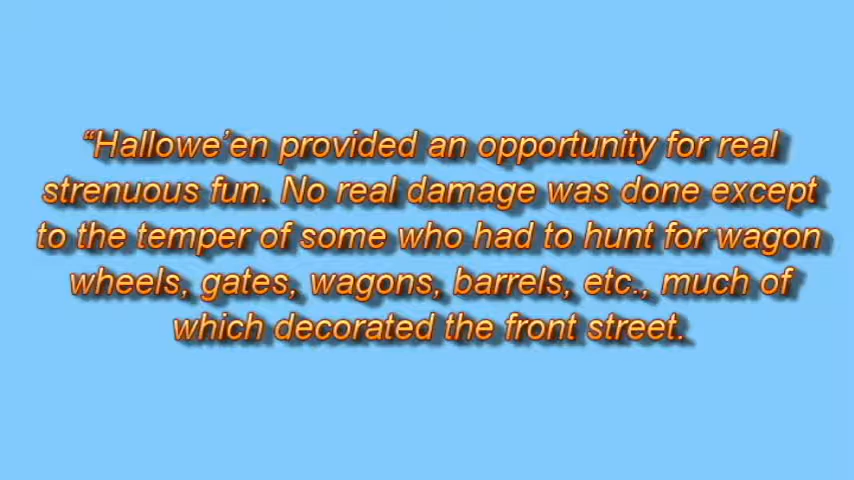 “Hallowe’en provided an opportunity for real
strenuous fun. No real damage was done except
to the temper of some who had to hunt for wagon
wheels, gates, wagons, barrels, etc., much of
which decorated the front street.